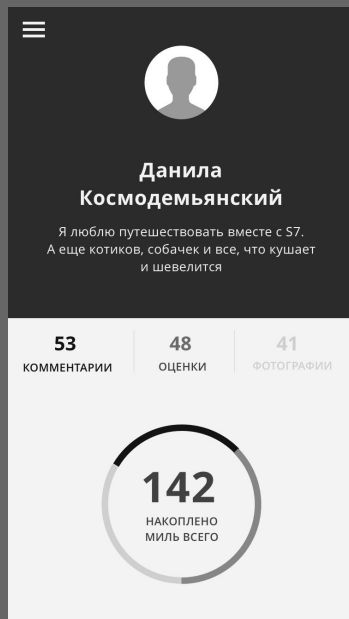 Данила
Космодемьянский
Я люблю путешествовать вместе с S7.
А еще котиков, собачек и все, что кушает
и шевелится
53 48 41
КОММЕНТАРИИ ОЦЕНКИ ФОТОГРАФИИ
142
НАКОПЛЕНО
МИЛЬ ВСЕГО